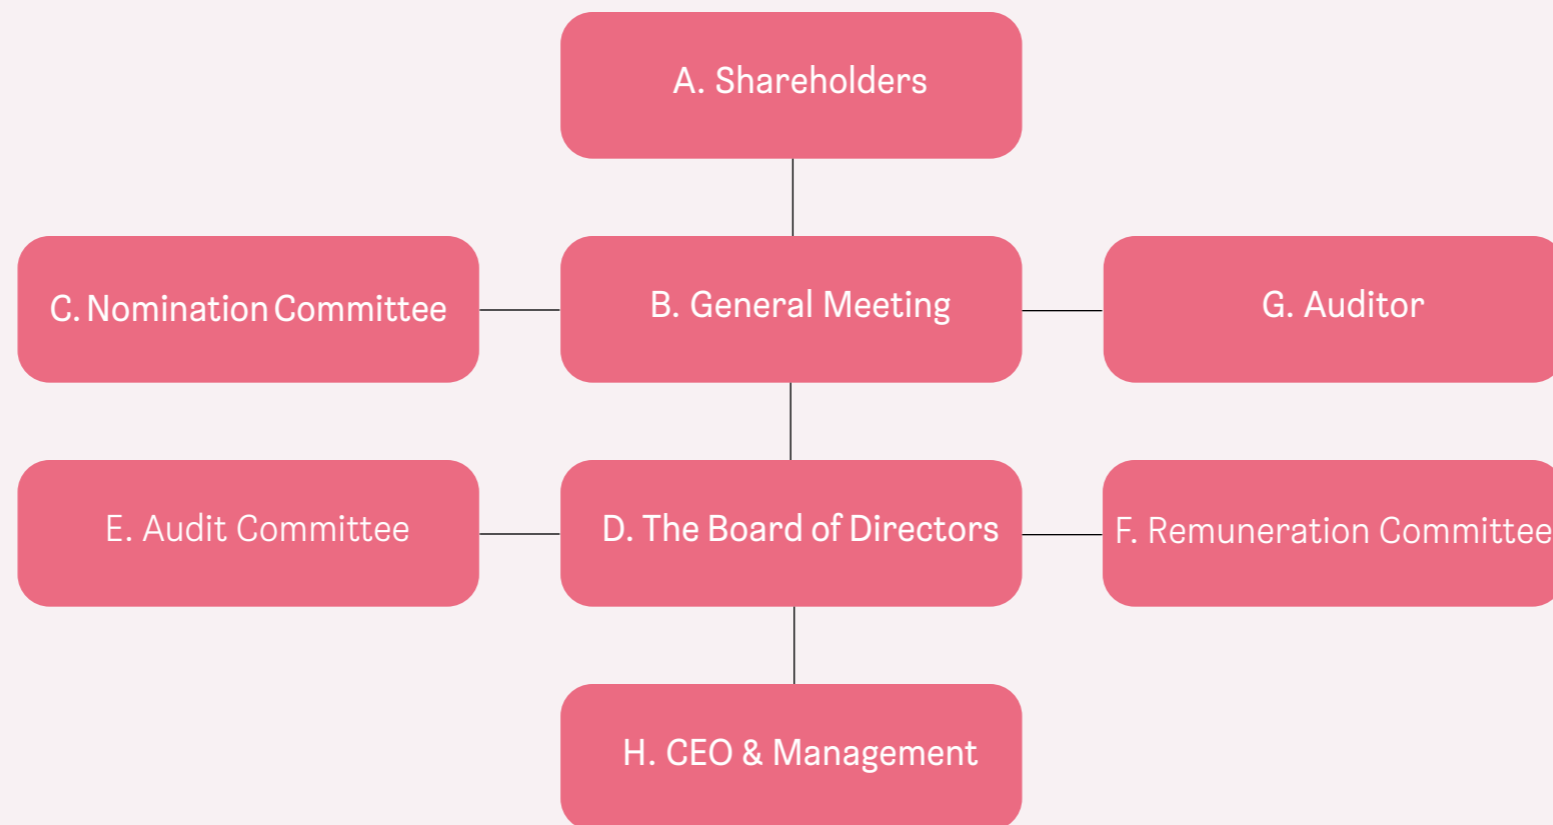 A. Shareholders
C. Nomination Committee
B. General Meeting
G. Auditor
E. Audit Committee
D. The Board of Directors
F. Remuneration Committee
H. CEO & Management